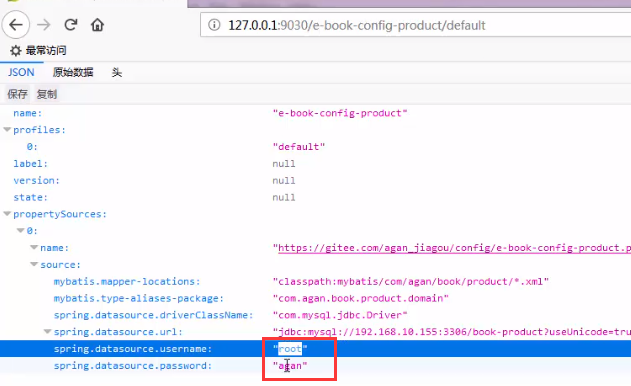 127.0.0.1:9030/e-book-config-product/default
最常访问
JSON 原始数据 头
保存 复制
name: "e-book-config-product"
profiles:
0: "default"
label: null
version: null
state: null
propertySources:
0:
name: "https://gitee.com/agan_jiagou/config/e-book-config-product.p
source:
mybatis.mapper-locations: "classpath:mybatis/com/agan/book/product/*.xml"
mybatis.type-aliases-package: "com.agan.book.product.domain"
spring.datasource.driverClassName: "com.mysql.jdbc.Driver"
spring.datasource.url: "jdbc:mysql://192.168.10.155:3306/book-product?useUnicode=tru
spring.datasource.username: "root"
spring.datasource.password: "agan"